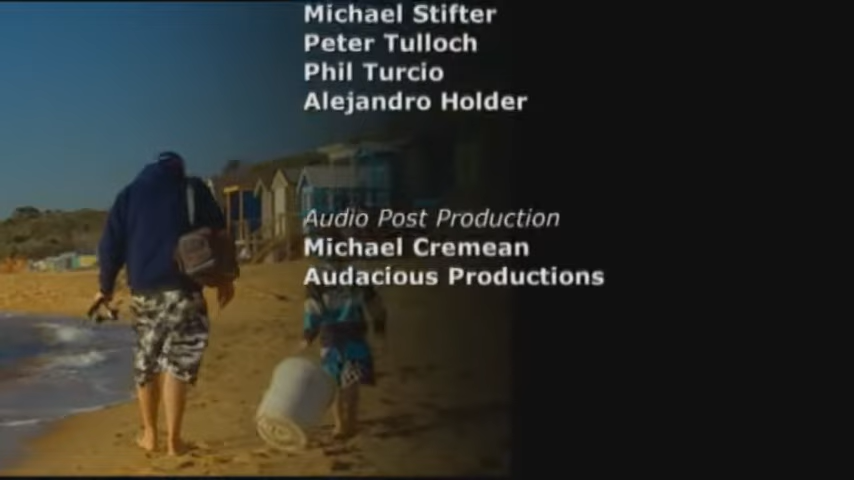 Michael Stifter
Peter Tulloch
Phil Turcio
Alejandro Holder
Audio Post Production
Michael Cremean
Audacious Productions